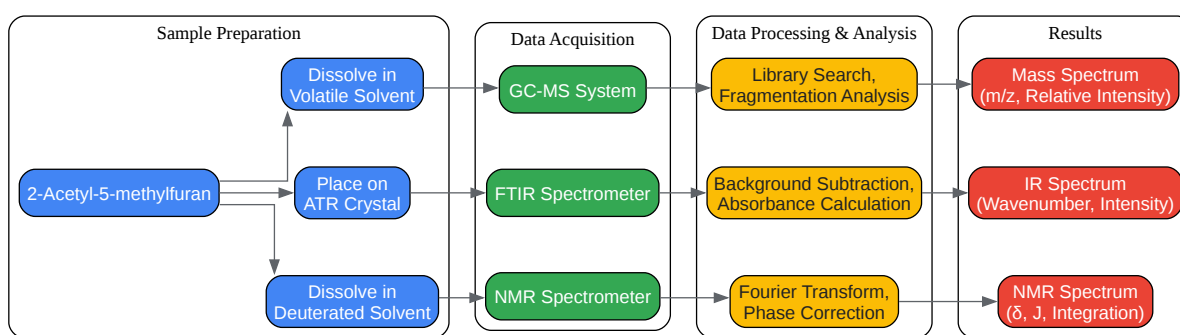 Sample Preparation
Data Acquisition
Data Processing & Analysis
Results
Dissolve in
Volatile Solvent
GC-MS System
Library Search,
Fragmentation Analysis
Mass Spectrum
(m/z, Relative Intensity)
2-Acetyl-5-methylfuran
Place on
ATR Crystal
FTIR Spectrometer
Background Subtraction,
Absorbance Calculation
IR Spectrum
(Wavenumber, Intensity)
Dissolve in
Deuterated Solvent
NMR Spectrometer
Fourier Transform,
Phase Correction
NMR Spectrum
(δ, J, Integration)